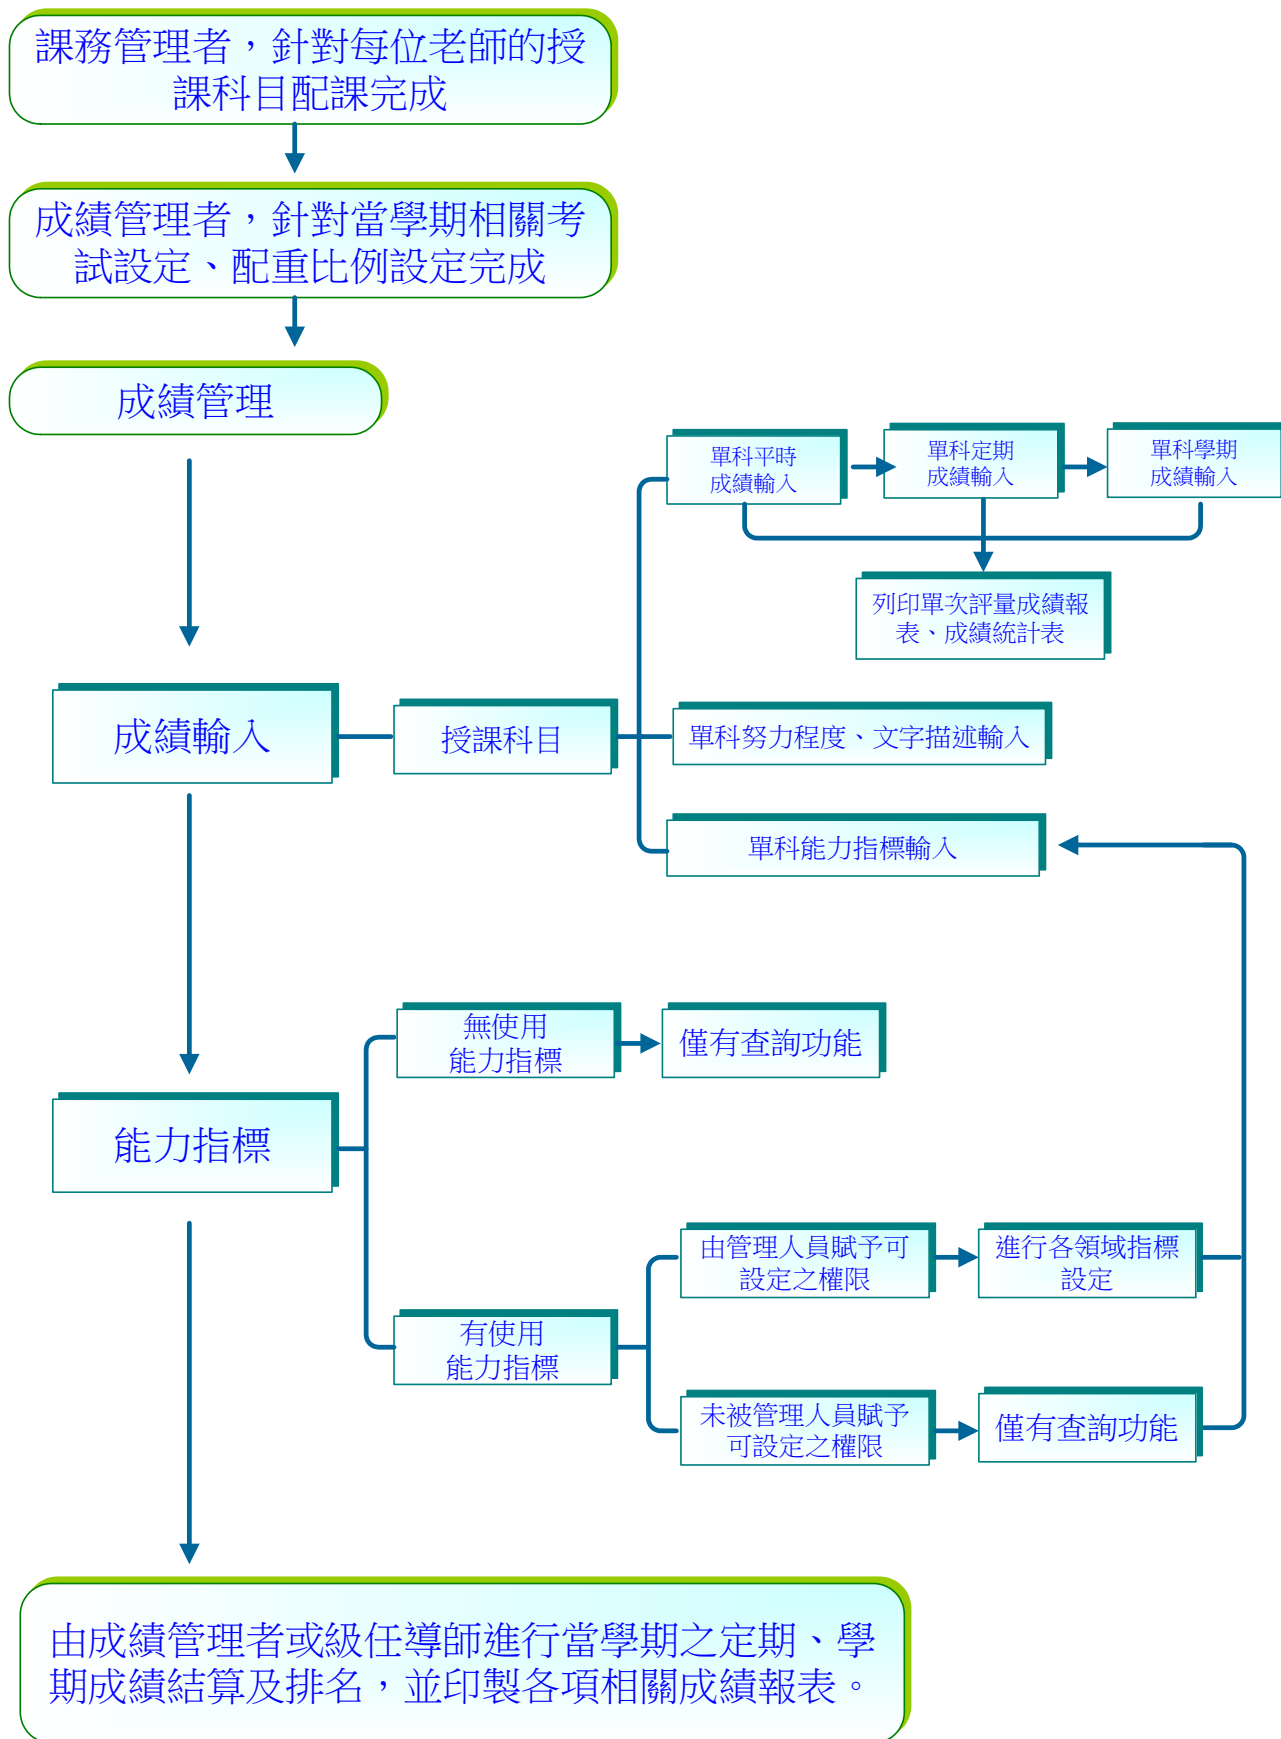 課務管理者，針對每位老師的授
課科目配課完成
成績管理者，針對當學期相關考
試設定、配重比例設定完成
成績管理
單科平時
成績輸入
單科定期
成績輸入
單科學期
成績輸入
列印單次評量成績報
表、成績統計表
成績輸入
授課科目
單科努力程度、文字描述輸入
單科能力指標輸入
無使用
能力指標
僅有查詢功能
能力指標
由管理人員賦予可
設定之權限
進行各領域指標
設定
有使用
能力指標
未被管理人員賦予
可設定之權限
僅有查詢功能
由成績管理者或級任導師進行當學期之定期、學
期成績結算及排名，並印製各項相關成績報表。